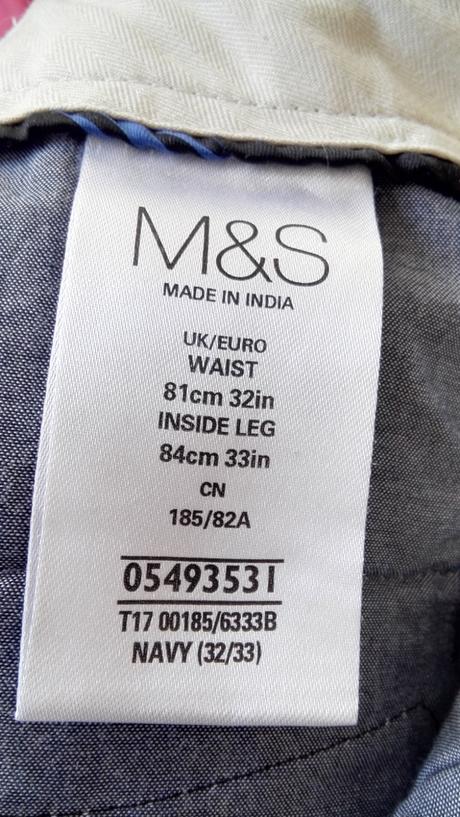 M&S
MADE IN INDIA
UK/EURO
WAIST
81cm 32in
INSIDE LEG
84cm 33in
CN
185/82A
05493531
T17 00185/6333B
NAVY (32/33)